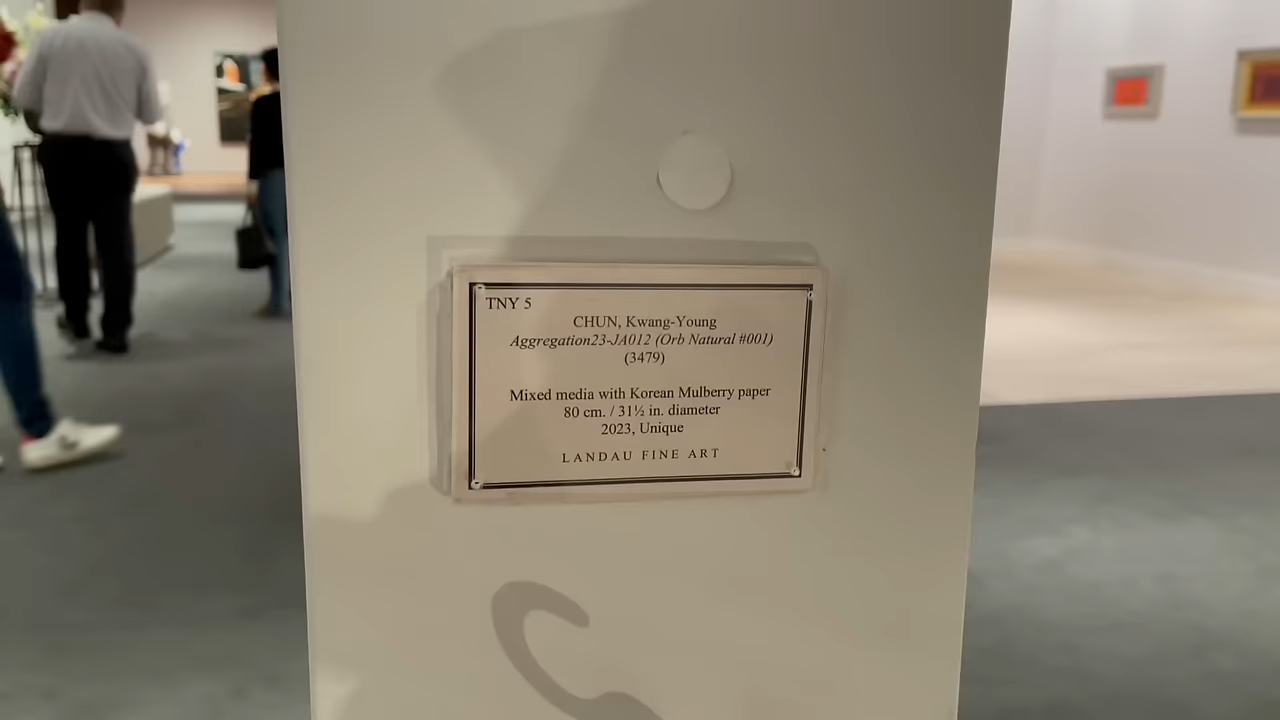 TNY 5
CHUN, Kwang-Young
Aggregation23-JA012 (Orb Natural #001)
(3479)
Mixed media with Korean Mulberry paper
80 cm. / 31½ in. diameter
2023, Unique
LANDAU FINE ART